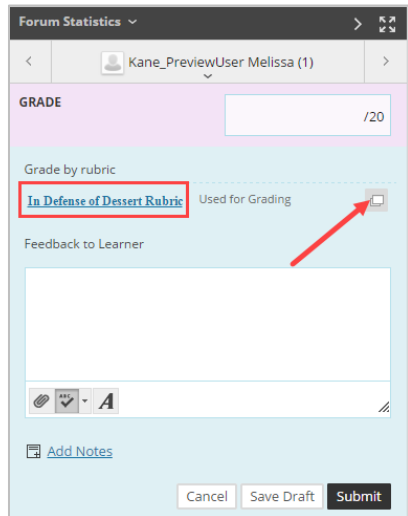 Forum Statistics
Kane_PreviewUser Melissa (1)
GRADE
/20
Grade by rubric
In Defense of Dessert Rubric Used for Grading
Feedback to Learner
ABC
A
Add Notes
Cancel Save Draft Submit